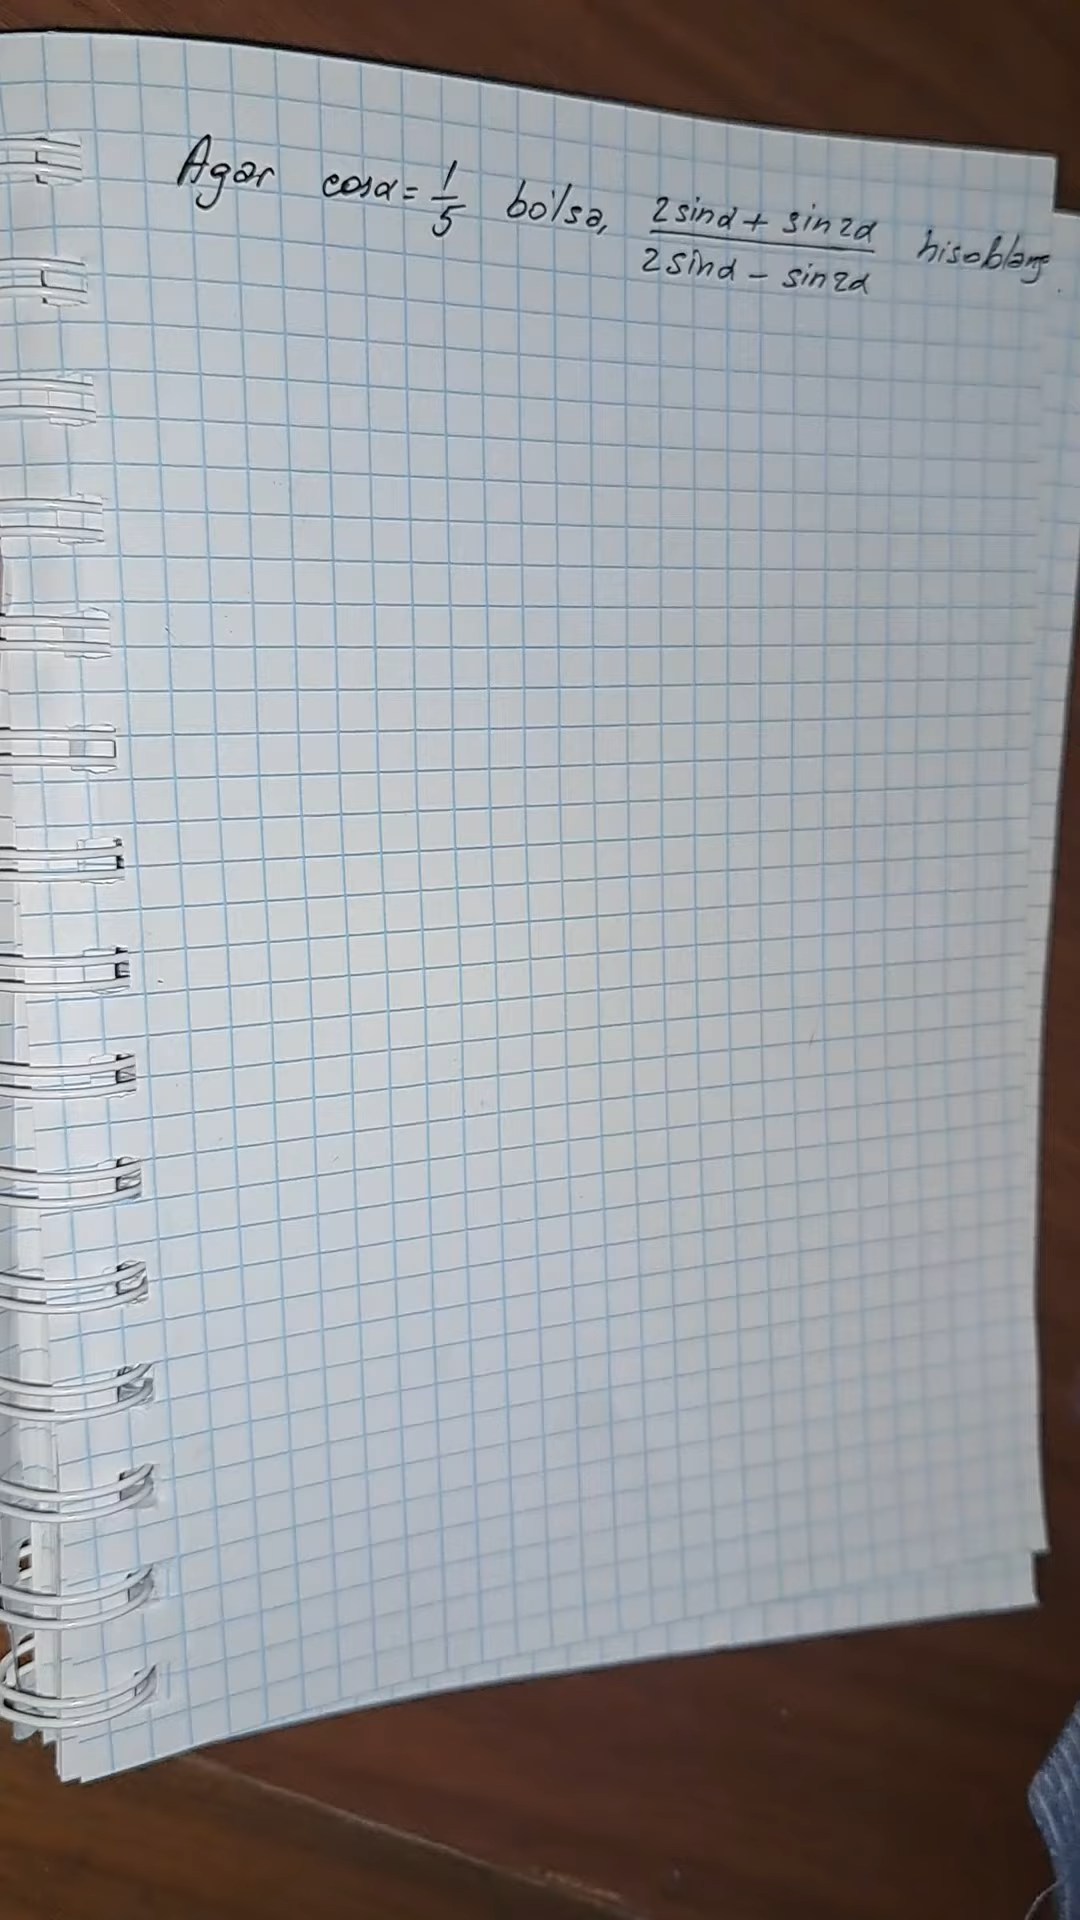 Agar cosα = 1/5 bo'lsa, (2sinα + sin2α)/(2sinα − sin2α) hisoblang.